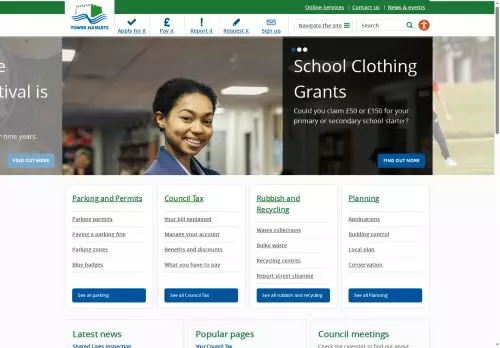 Online Services
Contact us
News & events
TOWER HAMLETS
Apply for it
Pay it
Report it
Request it
Sign up
Navigate the site
Search
e
tival is
r nine years.
FIND OUT MORE
School Clothing
Grants
Could you claim £50 or £150 for your
primary or secondary school starter?
FIND OUT MORE
Parking and Permits
Parking permits
Paying a parking fine
Parking zones
Blue badges
See all parking
Council Tax
Your bill explained
Manage your account
Benefits and discounts
What you have to pay
See all Council Tax
Rubbish and
Recycling
Waste collections
Bulky waste
Recycling centres
Report street cleaning
See all rubbish and recycling
Planning
Applications
Building control
Local plan
Conservation
See all Planning
Latest news
Shared Lives inspection
Popular pages
Your Council Tax
Council meetings
Check the calendar to find out about